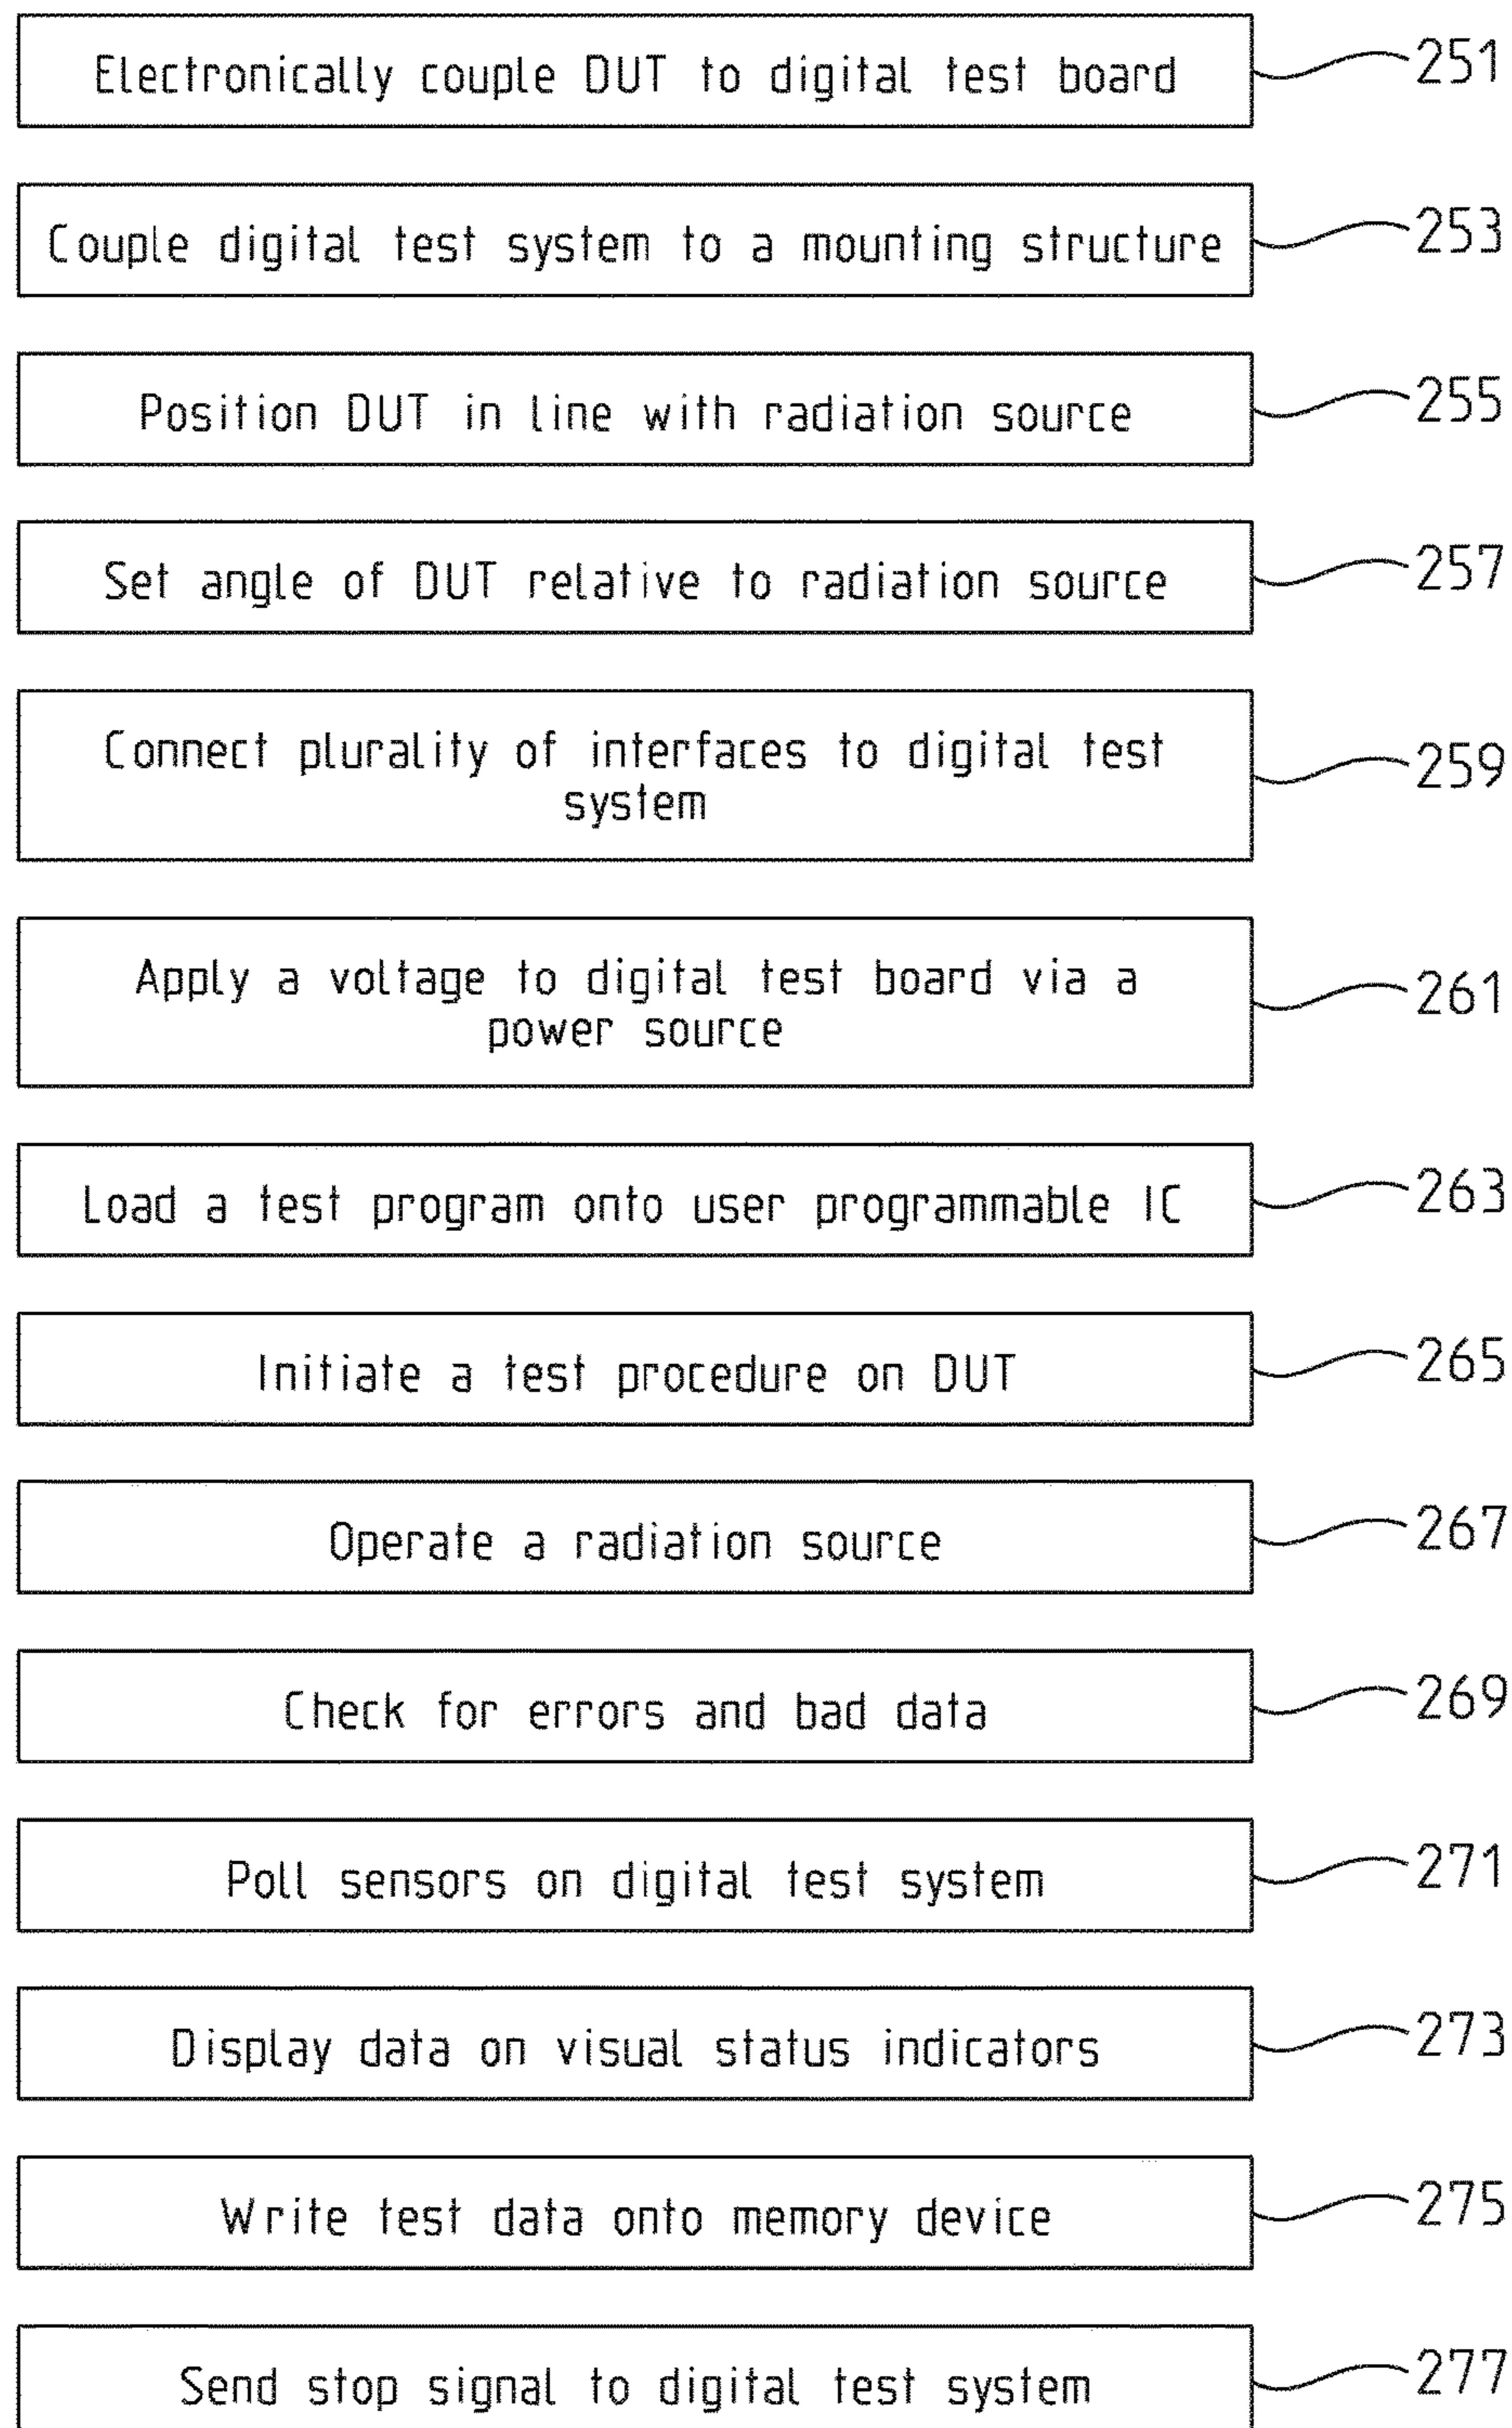 Electronically couple DUT to digital test board 251
Couple digital test system to a mounting structure 253
Position DUT in line with radiation source 255
Set angle of DUT relative to radiation source 257
Connect plurality of interfaces to digital test
system
259
Apply a voltage to digital test board via a
power source
261
Load a test program onto user programmable IC 263
Initiate a test procedure on DUT 265
Operate a radiation source 267
Check for errors and bad data 269
Poll sensors on digital test system 271
Display data on visual status indicators 273
Write test data onto memory device 275
Send stop signal to digital test system 277